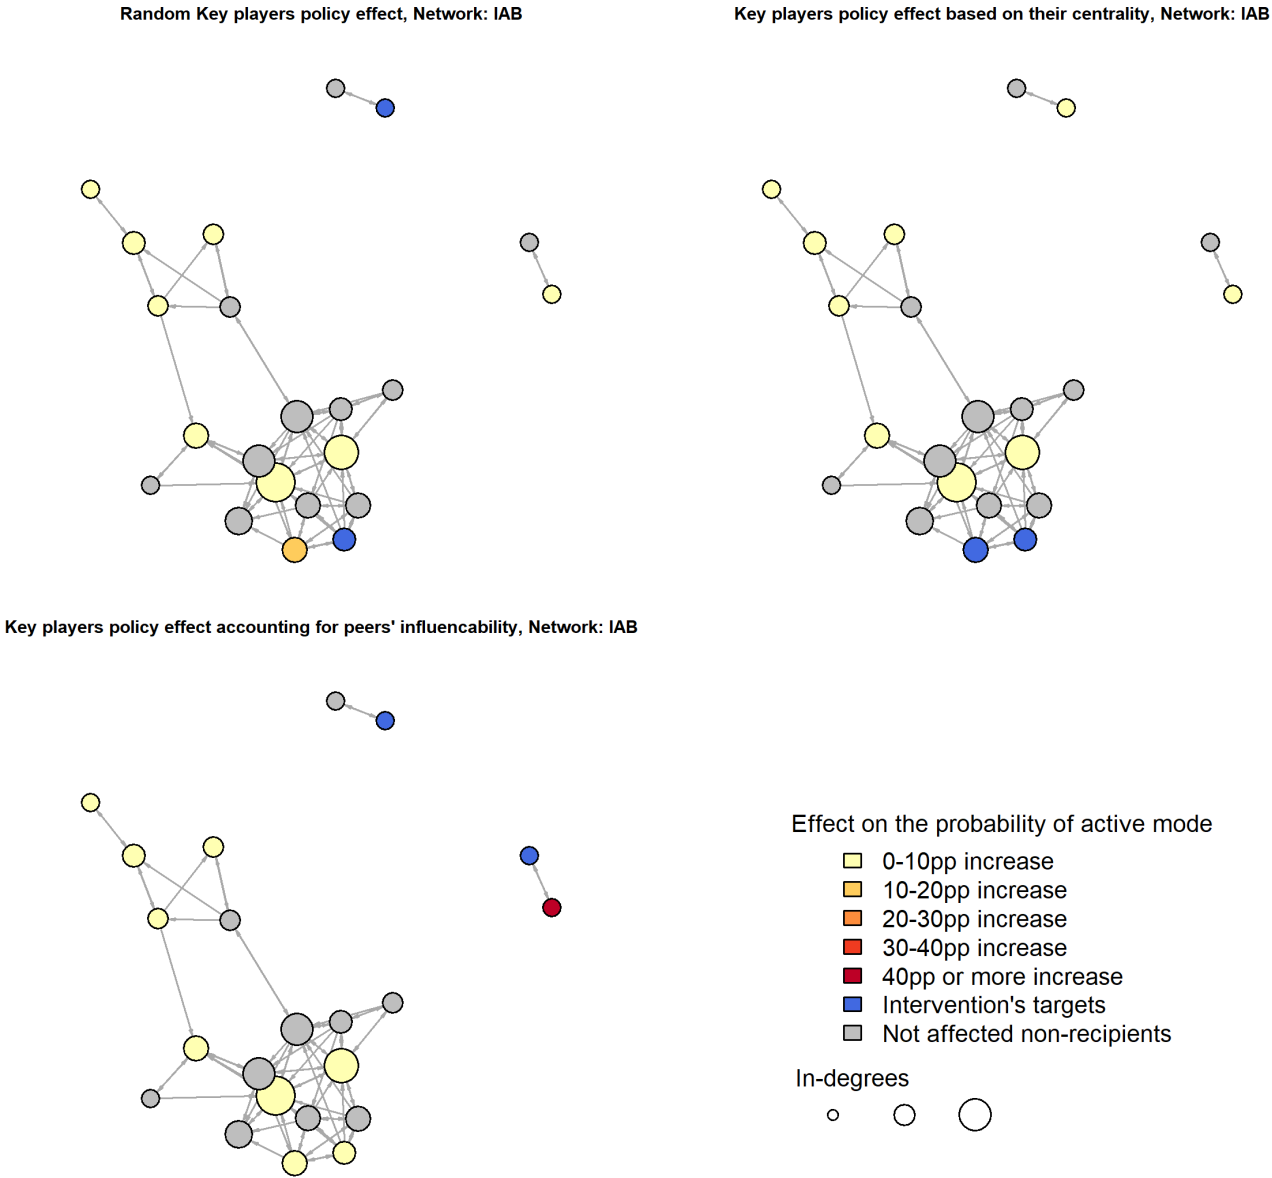 Random Key players policy effect, Network: IAB
Key players policy effect based on their centrality, Network: IAB
Key players policy effect accounting for peers' influencability, Network: IAB
Effect on the probability of active mode
0-10pp increase
10-20pp increase
20-30pp increase
30-40pp increase
40pp or more increase
Intervention's targets
Not affected non-recipients
In-degrees